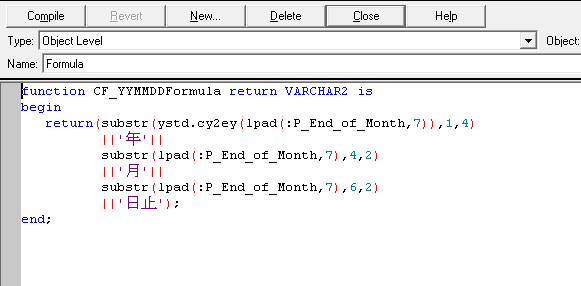 Compile Revert New... Delete Close Help
Type: Object Level Object:
Name: Formula
function CF_YYMMDDFormula return VARCHAR2 is
begin
return(substr(ystd.cy2ey(lpad(:P_End_of_Month,7)),1,4)
||'年'||
substr(lpad(:P_End_of_Month,7),4,2)
||'月'||
substr(lpad(:P_End_of_Month,7),6,2)
||'日止');
end;